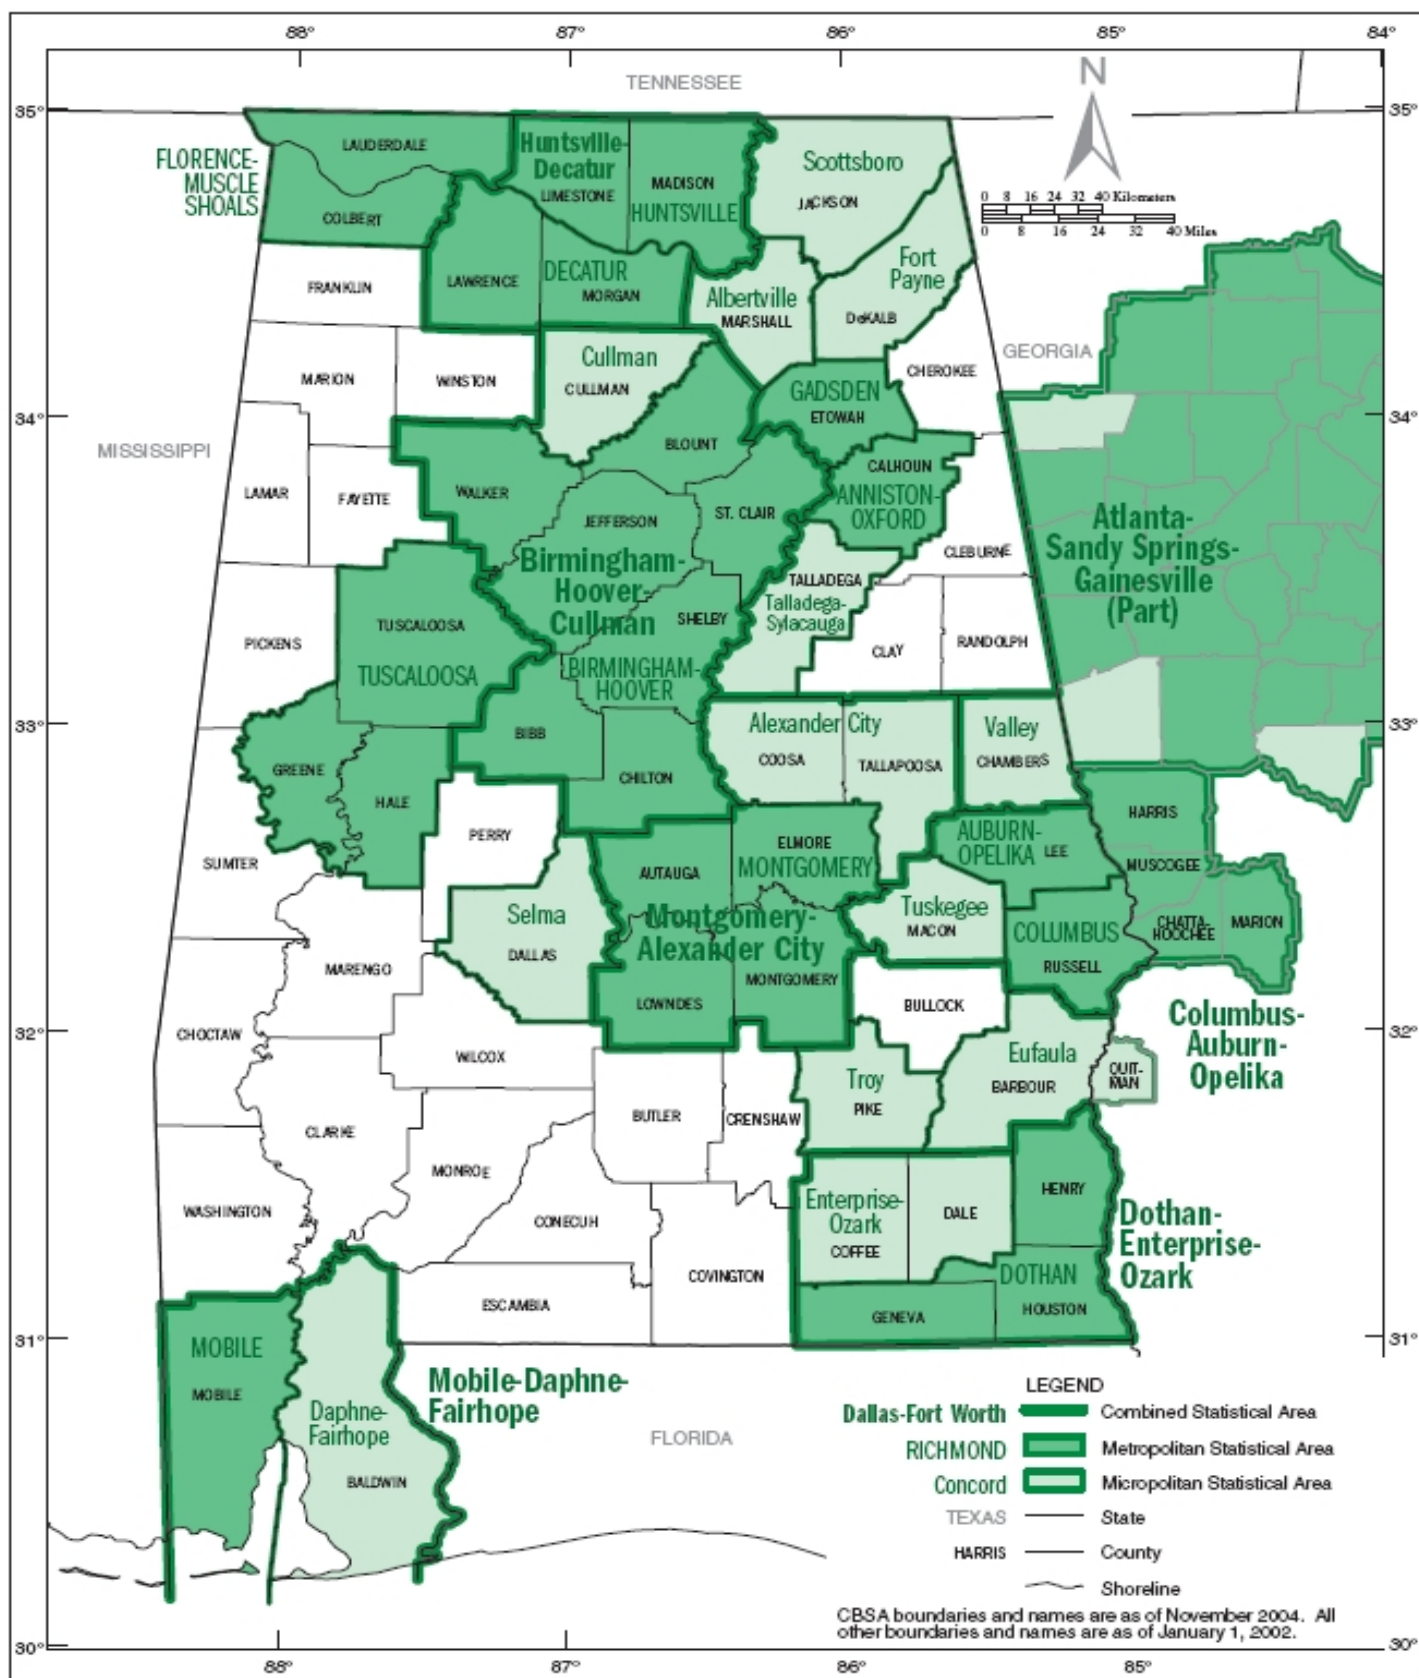 88°
87°
86°
85°
84°
TENNESSEE
N
35°
35°
LAUDERDALE
Huntsville-
Decatur
LIMESTONE
MADISON
HUNTSVILLE
Scottsboro
JACKSON
FLORENCE-
MUSCLE
SHOALS
COLBERT
0 8 16 24 32 40 Kilometers
0 8 16 24 32 40 Miles
FRANKLIN
LAWRENCE
DECATUR
MORGAN
Albertville
MARSHALL
Fort
Payne
DeKALB
GEORGIA
MARION
WINSTON
Cullman
CULLMAN
GADSDEN
ETOWAH
CHEROKEE
34°
34°
MISSISSIPPI
BLOUNT
LAMAR
FAYETTE
WALKER
JEFFERSON
ST. CLAIR
CALHOUN
ANNISTON-
OXFORD
Atlanta-
Sandy Springs-
Gainesville
(Part)
Birmingham-
Hoover-
Cullman
CLEBURNE
TALLADEGA
Talladega-
Sylacauga
PICKENS
TUSCALOOSA
TUSCALOOSA
SHELBY
BIRMINGHAM-
HOOVER
CLAY
RANDOLPH
33°
33°
BIBB
Alexander City
COOSA
TALLAPOOSA
Valley
CHAMBERS
GREENE
HALE
CHILTON
HARRIS
PERRY
SUMTER
AUTAUGA
ELMORE
MONTGOMERY
AUBURN-
OPELIKA
LEE
MUSCOGEE
Selma
DALLAS
Montgomery-
Alexander City
Tuskegee
MACON
COLUMBUS
RUSSELL
CHATTA-
HOOCHEE
MARION
MARENGO
LOWNDES
MONTGOMERY
BULLOCK
32°
32°
CHOCTAW
WILCOX
Columbus-
Auburn-
Opelika
Eufaula
BARBOUR
QUIT-
MAN
Troy
PIKE
CLARKE
BUTLER
CRENSHAW
MONROE
WASHINGTON
CONECUH
Enterprise-
Ozark
COFFEE
DALE
HENRY
Dothan-
Enterprise-
Ozark
COVINGTON
DOTHAN
HOUSTON
ESCAMBIA
GENEVA
31°
31°
MOBILE
MOBILE
Mobile-Daphne-
Fairhope
Daphne-
Fairhope
BALDWIN
FLORIDA
LEGEND
Dallas-Fort Worth Combined Statistical Area
RICHMOND Metropolitan Statistical Area
Concord Micropolitan Statistical Area
TEXAS State
HARRIS County
Shoreline
CBSA boundaries and names are as of November 2004. All
other boundaries and names are as of January 1, 2002.
30°
30°
88°
87°
86°
85°